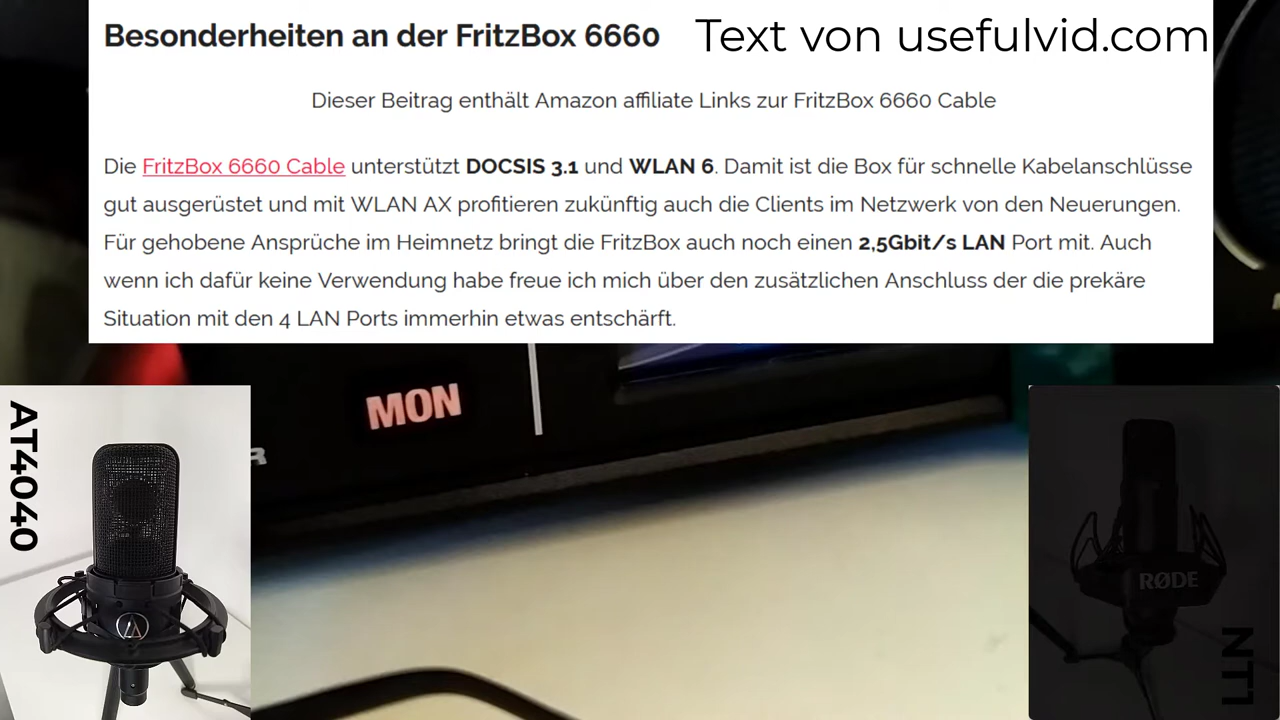 Besonderheiten an der FritzBox 6660
Text von usefulvid.com
Dieser Beitrag enthält Amazon affiliate Links zur FritzBox 6660 Cable
Die FritzBox 6660 Cable unterstützt DOCSIS 3.1 und WLAN 6. Damit ist die Box für schnelle Kabelanschlüsse
gut ausgerüstet und mit WLAN AX profitieren zukünftig auch die Clients im Netzwerk von den Neuerungen.
Für gehobene Ansprüche im Heimnetz bringt die FritzBox auch noch einen 2,5Gbit/s LAN Port mit. Auch
wenn ich dafür keine Verwendung habe freue ich mich über den zusätzlichen Anschluss der die prekäre
Situation mit den 4 LAN Ports immerhin etwas entschärft.
MON
AT4040
RØDE
NT1